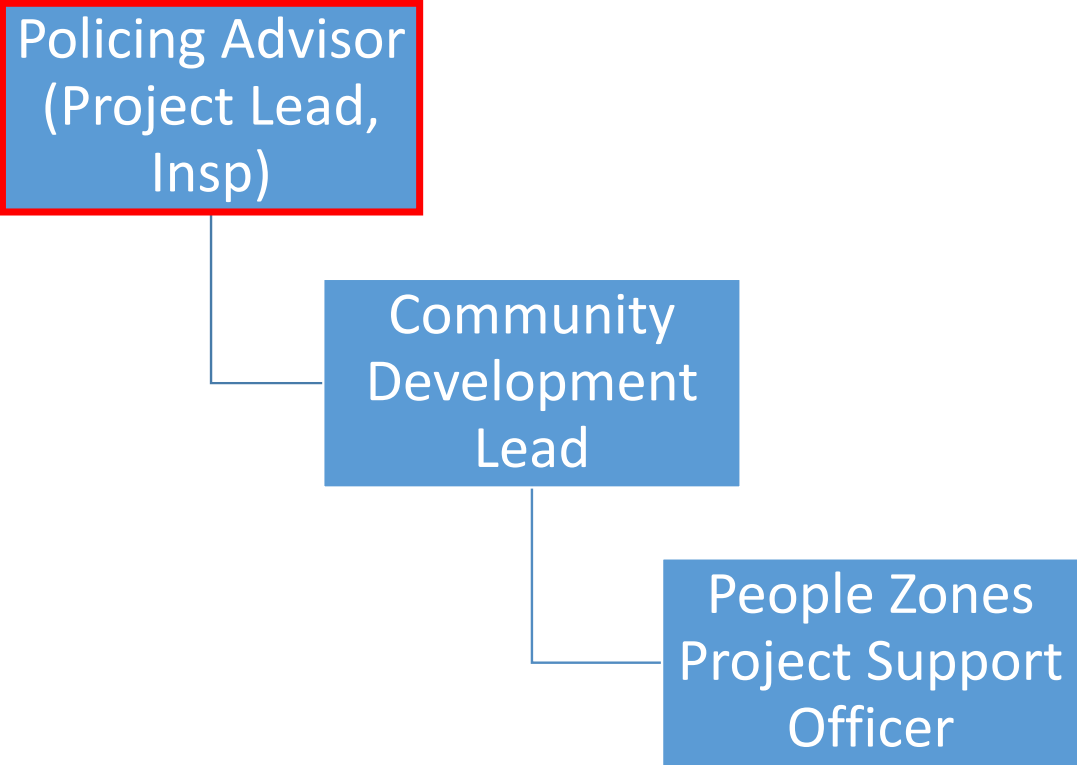 Policing Advisor
(Project Lead,
Insp)
Community
Development
Lead
People Zones
Project Support
Officer